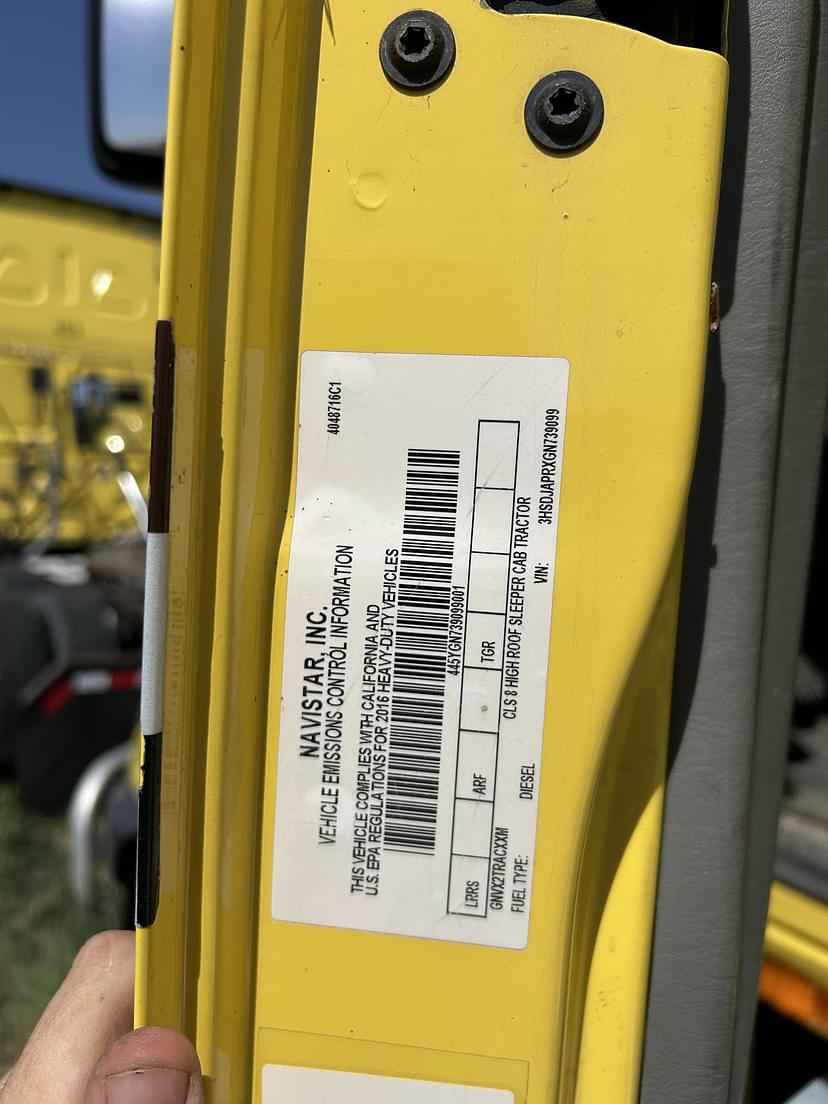 4048716C1
NAVISTAR, INC.
VEHICLE EMISSIONS CONTROL INFORMATION
THIS VEHICLE COMPLIES WITH CALIFORNIA AND
U.S. EPA REGULATIONS FOR 2016 HEAVY-DUTY VEHICLES
445YGN739099001
LRRS ARF TGR
GNVX2TRACXXM CLS 8 HIGH ROOF SLEEPER CAB TRACTOR
FUEL TYPE: DIESEL VIN: 3HSDJAPRXGN739099